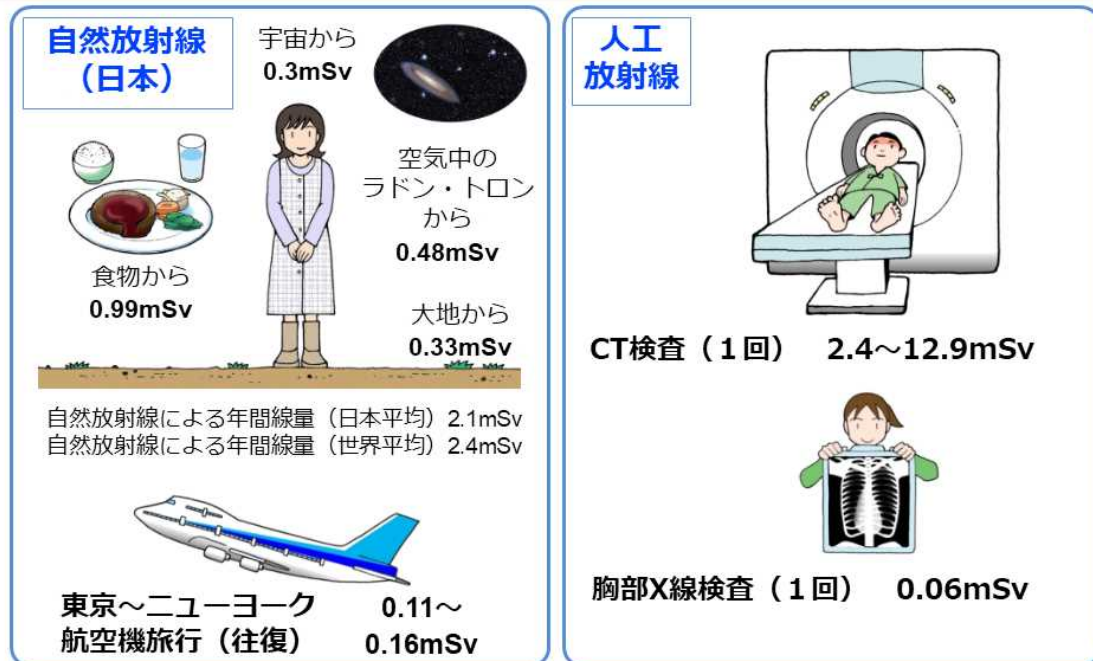 自然放射線
（日本）
宇宙から
0.3mSv
空気中の
ラドン・トロン
から
0.48mSv
食物から
0.99mSv
大地から
0.33mSv
自然放射線による年間線量（日本平均）2.1mSv
自然放射線による年間線量（世界平均）2.4mSv
東京～ニューヨーク 0.11～
航空機旅行（往復） 0.16mSv
人工
放射線
CT検査（１回） 2.4～12.9mSv
胸部X線検査（１回） 0.06mSv